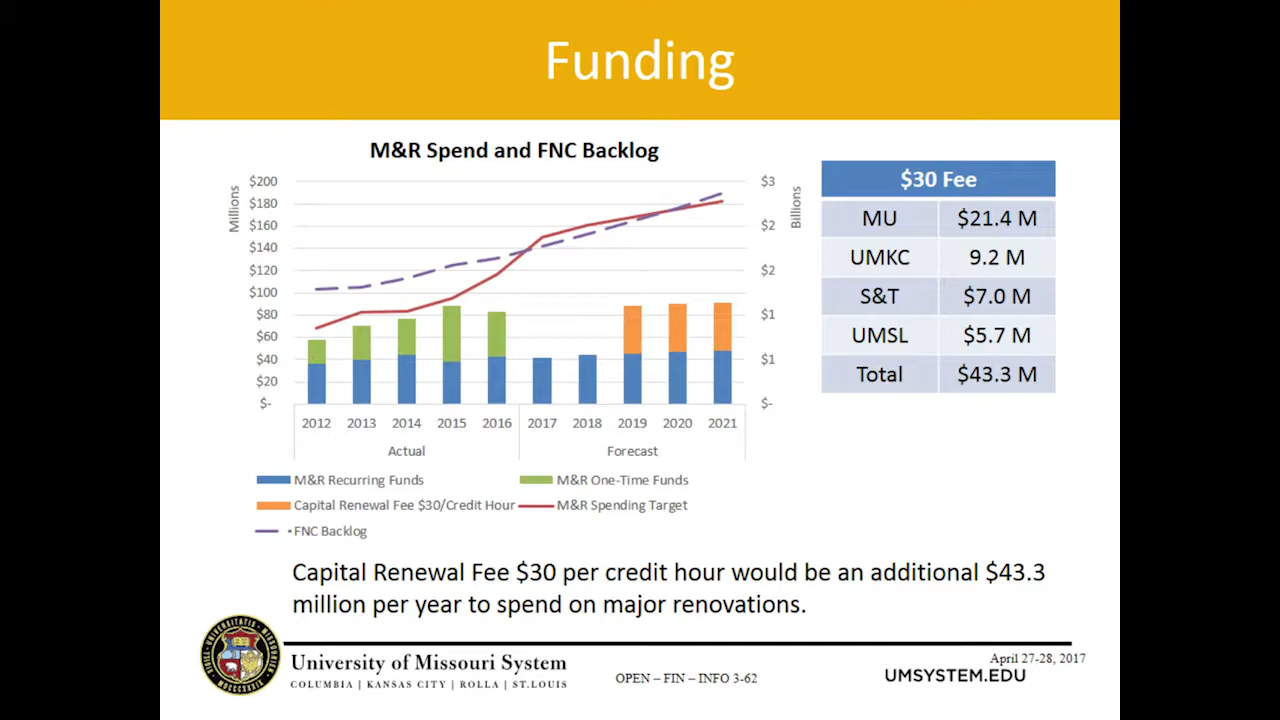 Funding
M&R Spend and FNC Backlog
Millions
$200
$180
$160
$140
$120
$100
$80
$60
$40
$20
$-
$3
$2
$2
$1
$1
$-
Billions
2012 2013 2014 2015 2016 2017 2018 2019 2020 2021
Actual Forecast
M&R Recurring Funds M&R One-Time Funds
Capital Renewal Fee $30/Credit Hour M&R Spending Target
FNC Backlog
$30 Fee
MU $21.4 M
UMKC 9.2 M
S&T $7.0 M
UMSL $5.7 M
Total $43.3 M
Capital Renewal Fee $30 per credit hour would be an additional $43.3
million per year to spend on major renovations.
University of Missouri System
COLUMBIA | KANSAS CITY | ROLLA | ST.LOUIS
OPEN – FIN – INFO 3-62
April 27-28, 2017
UMSYSTEM.EDU